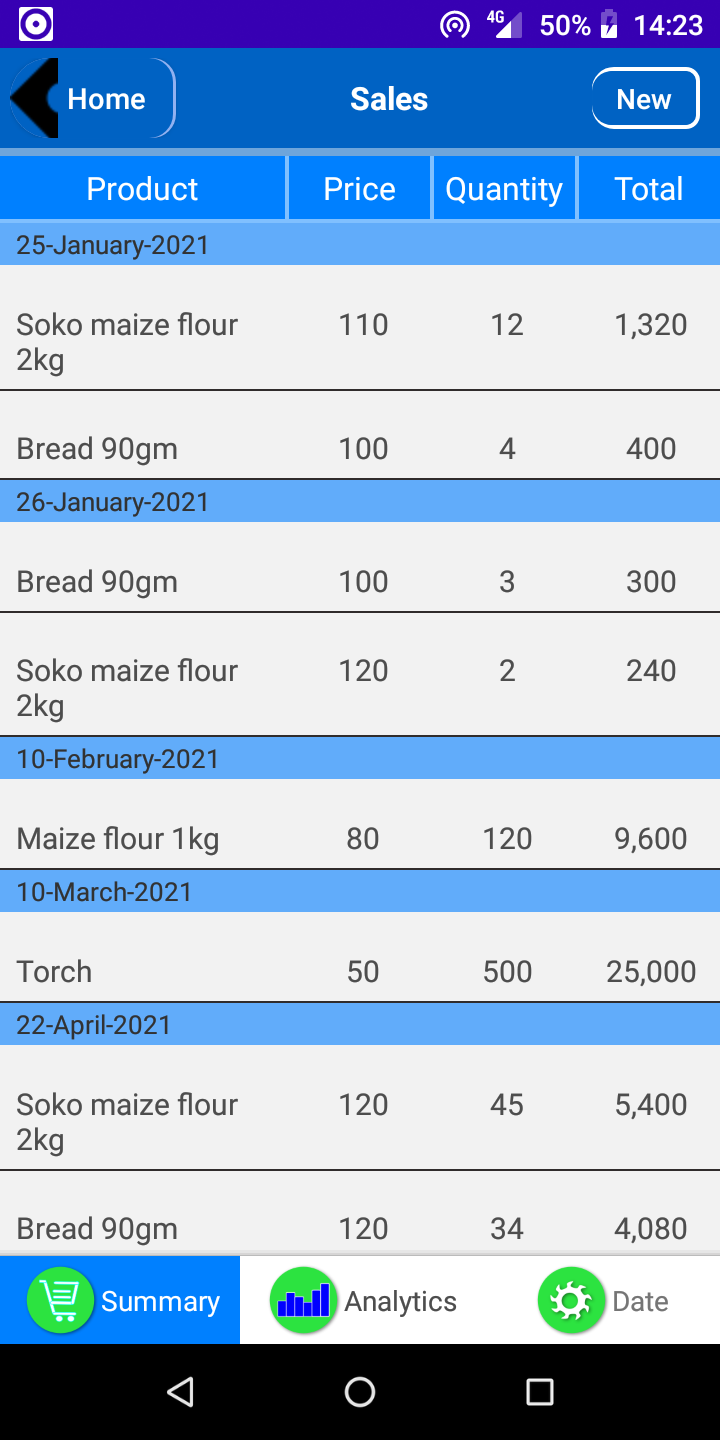 4G 50% 14:23
Home Sales New
Product Price Quantity Total
25-January-2021
Soko maize flour 2kg 110 12 1,320
Bread 90gm 100 4 400
26-January-2021
Bread 90gm 100 3 300
Soko maize flour 2kg 120 2 240
10-February-2021
Maize flour 1kg 80 120 9,600
10-March-2021
Torch 50 500 25,000
22-April-2021
Soko maize flour 2kg 120 45 5,400
Bread 90gm 120 34 4,080
Summary Analytics Date